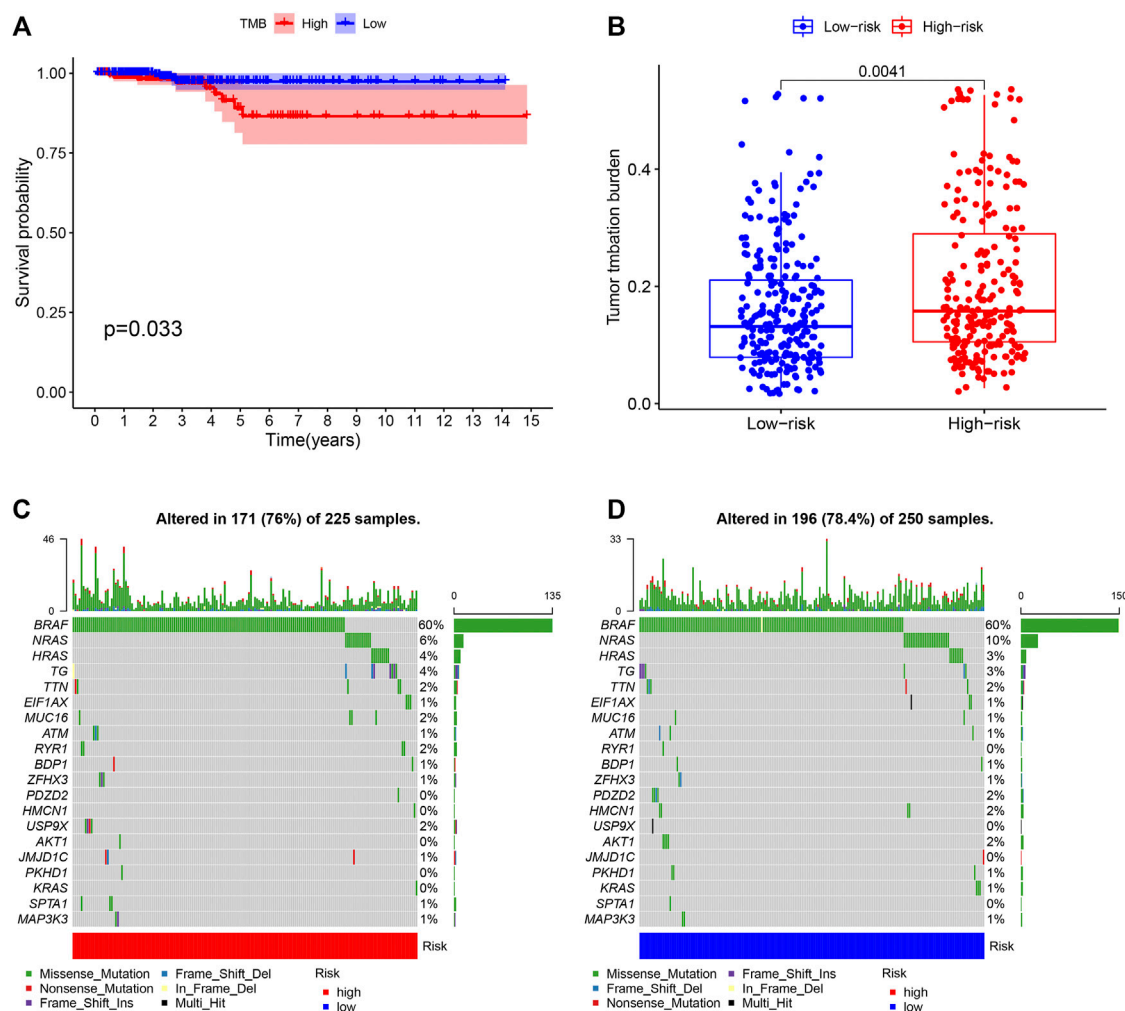 A
TMB High Low
Survival probability
1.00
0.75
0.50
0.25
0.00
p=0.033
0 1 2 3 4 5 6 7 8 9 10 11 12 13 14 15
Time(years)
B
Low-risk High-risk
0.0041
Tumor tmbation burden
0.4
0.2
0.0
Low-risk High-risk
C
Altered in 171 (76%) of 225 samples.
46
0
0 135
BRAF 60%
NRAS 6%
HRAS 4%
TG 4%
TTN 2%
EIF1AX 1%
MUC16 2%
ATM 1%
RYR1 2%
BDP1 1%
ZFHX3 1%
PDZD2 0%
HMCN1 0%
USP9X 2%
AKT1 0%
JMJD1C 1%
PKHD1 0%
KRAS 0%
SPTA1 1%
MAP3K3 1%
Risk
Missense_Mutation Frame_Shift_Del Risk
Nonsense_Mutation In_Frame_Del high
Frame_Shift_Ins Multi_Hit low
D
Altered in 196 (78.4%) of 250 samples.
33
0
0 150
BRAF 60%
NRAS 10%
HRAS 3%
TG 3%
TTN 2%
EIF1AX 1%
MUC16 1%
ATM 1%
RYR1 0%
BDP1 1%
ZFHX3 1%
PDZD2 2%
HMCN1 2%
USP9X 0%
AKT1 2%
JMJD1C 0%
PKHD1 1%
KRAS 1%
SPTA1 0%
MAP3K3 1%
Risk
Missense_Mutation Frame_Shift_Ins Risk
Frame_Shift_Del In_Frame_Del high
Nonsense_Mutation Multi_Hit low